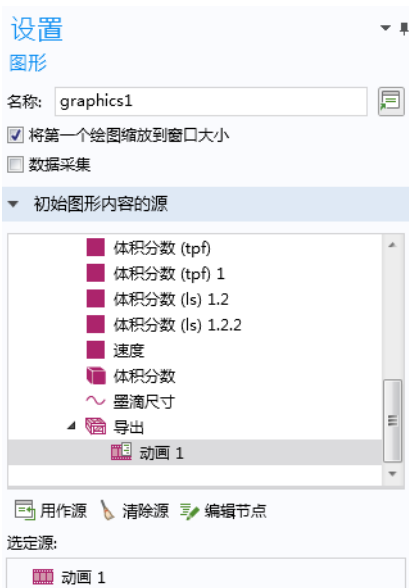 设置
图形
名称: graphics1
将第一个绘图缩放到窗口大小
数据采集
初始图形内容的源
体积分数 (tpf)
体积分数 (tpf) 1
体积分数 (ls) 1.2
体积分数 (ls) 1.2.2
速度
体积分数
墨滴尺寸
导出
动画 1
用作源 清除源 编辑节点
选定源:
动画 1